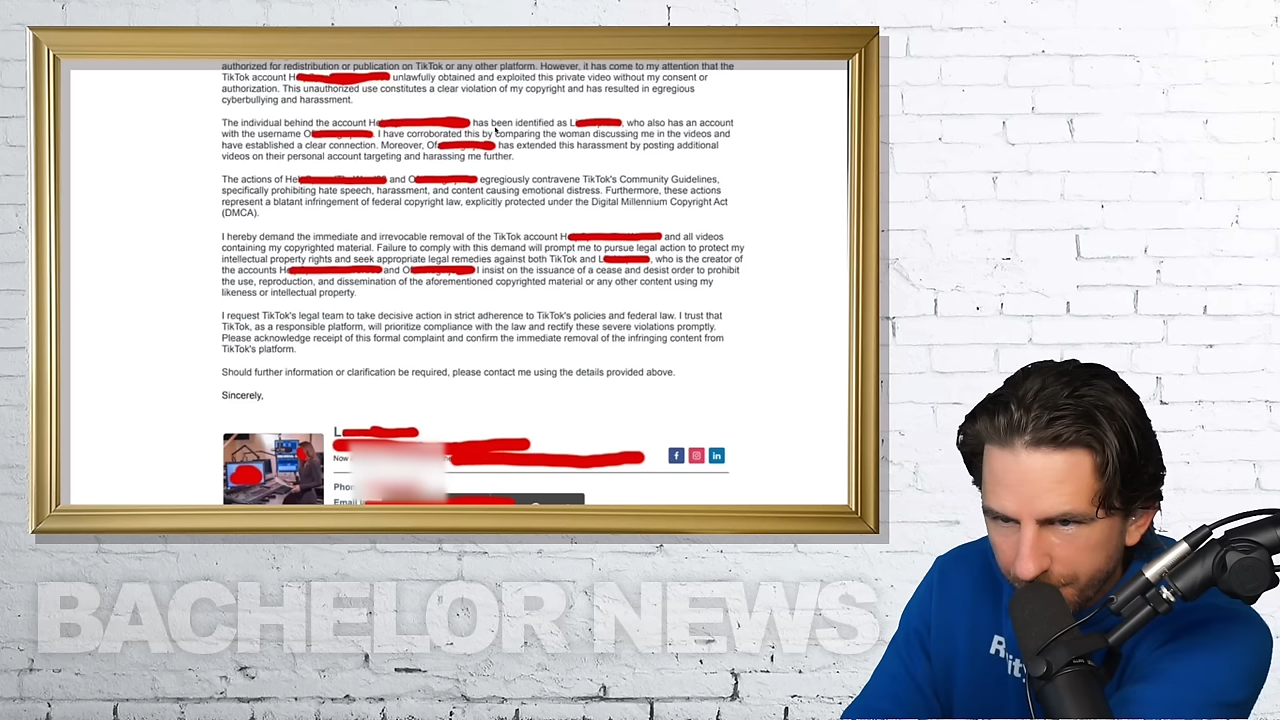 authorized for redistribution or publication on TikTok or any other platform. However, it has come to my attention that the
TikTok account H unlawfully obtained and exploited this private video without my consent or
authorization. This unauthorized use constitutes a clear violation of my copyright and has resulted in egregious
cyberbullying and harassment.
The individual behind the account He has been identified as L , who also has an account
with the username O . I have corroborated this by comparing the woman discussing me in the videos and
have established a clear connection. Moreover, Of has extended this harassment by posting additional
videos on their personal account targeting and harassing me further.
The actions of Hel and O egregiously contravene TikTok's Community Guidelines,
specifically prohibiting hate speech, harassment, and content causing emotional distress. Furthermore, these actions
represent a blatant infringement of federal copyright law, explicitly protected under the Digital Millennium Copyright Act
(DMCA).
I hereby demand the immediate and irrevocable removal of the TikTok account H and all videos
containing my copyrighted material. Failure to comply with this demand will prompt me to pursue legal action to protect my
intellectual property rights and seek appropriate legal remedies against both TikTok and L , who is the creator of
the accounts He and O I insist on the issuance of a cease and desist order to prohibit
the use, reproduction, and dissemination of the aforementioned copyrighted material or any other content using my
likeness or intellectual property.
I request TikTok's legal team to take decisive action in strict adherence to TikTok's policies and federal law. I trust that
TikTok, as a responsible platform, will prioritize compliance with the law and rectify these severe violations promptly.
Please acknowledge receipt of this formal complaint and confirm the immediate removal of the infringing content from
TikTok's platform.
Should further information or clarification be required, please contact me using the details provided above.
Sincerely,
L
Now
f in
Phon
Email
BACHELOR NEWS